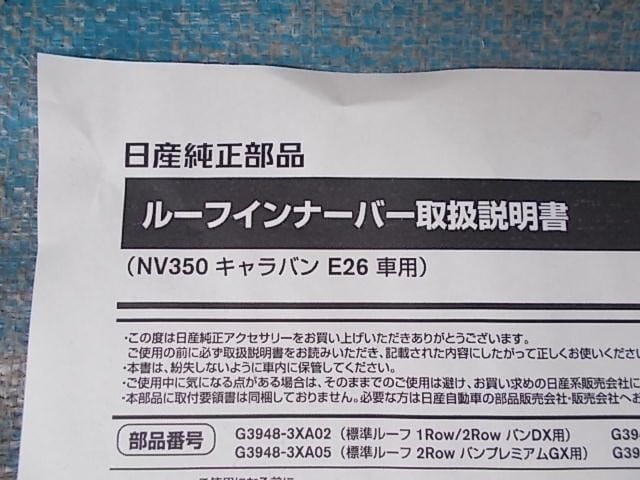 日産純正部品
ルーフインナーバー取扱説明書
（NV350 キャラバン E26 車用）
・この度は日産純正アクセサリーをお買い上げいただきありがとうございます。
ご使用の前に必ず取扱説明書をお読みいただき、記載された内容にしたがって正しくお使いくださ
・本書は、紛失しないように車内に保管してください。
・ご使用中に気になる点がある場合は、そのままでのご使用は避け、お買い求めの日産系販売会社に
・本部品に取付要領書は同梱しておりません。必要な方は日産自動車の部品販売会社・販売会社へお
部品番号
G3948-3XA02（標準ルーフ 1Row/2Row バンDX用） G394
G3948-3XA05（標準ルーフ 2Row バンプレミアムGX用） G39